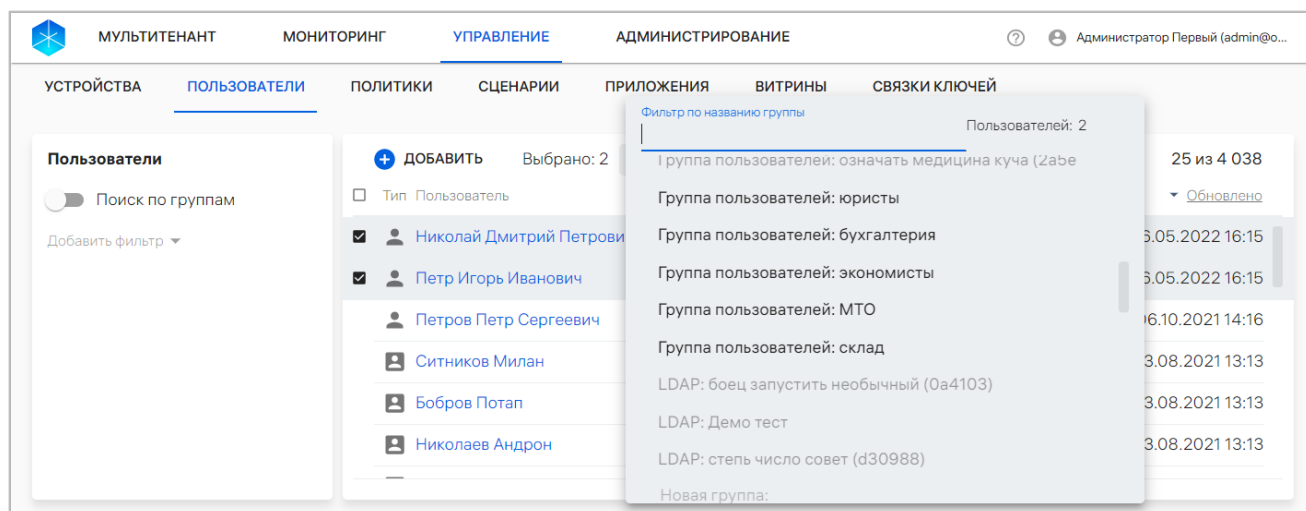 МУЛЬТИТЕНАНТ МОНИТОРИНГ УПРАВЛЕНИЕ АДМИНИСТРИРОВАНИЕ Администратор Первый (admin@o...
УСТРОЙСТВА ПОЛЬЗОВАТЕЛИ ПОЛИТИКИ СЦЕНАРИИ ПРИЛОЖЕНИЯ ВИТРИНЫ СВЯЗКИ КЛЮЧЕЙ
Фильтр по названию группы
Пользователей: 2
Пользователи
Поиск по группам
Добавить фильтр
ДОБАВИТЬ Выбрано: 2 25 из 4 038
Тип Пользователь Обновлено
Николай Дмитрий Петрови 6.05.2022 16:15
Петр Игорь Иванович 6.05.2022 16:15
Петров Петр Сергеевич 6.10.2021 14:16
Ситников Милан 3.08.2021 13:13
Бобров Потап 3.08.2021 13:13
Николаев Андрон 3.08.2021 13:13
Группа пользователей: означать медицина куча (2a5e
Группа пользователей: юристы
Группа пользователей: бухгалтерия
Группа пользователей: экономисты
Группа пользователей: МТО
Группа пользователей: склад
LDAP: боец запустить необычный (0a4103)
LDAP: Демо тест
LDAP: степь число совет (d30988)
Новая группа: